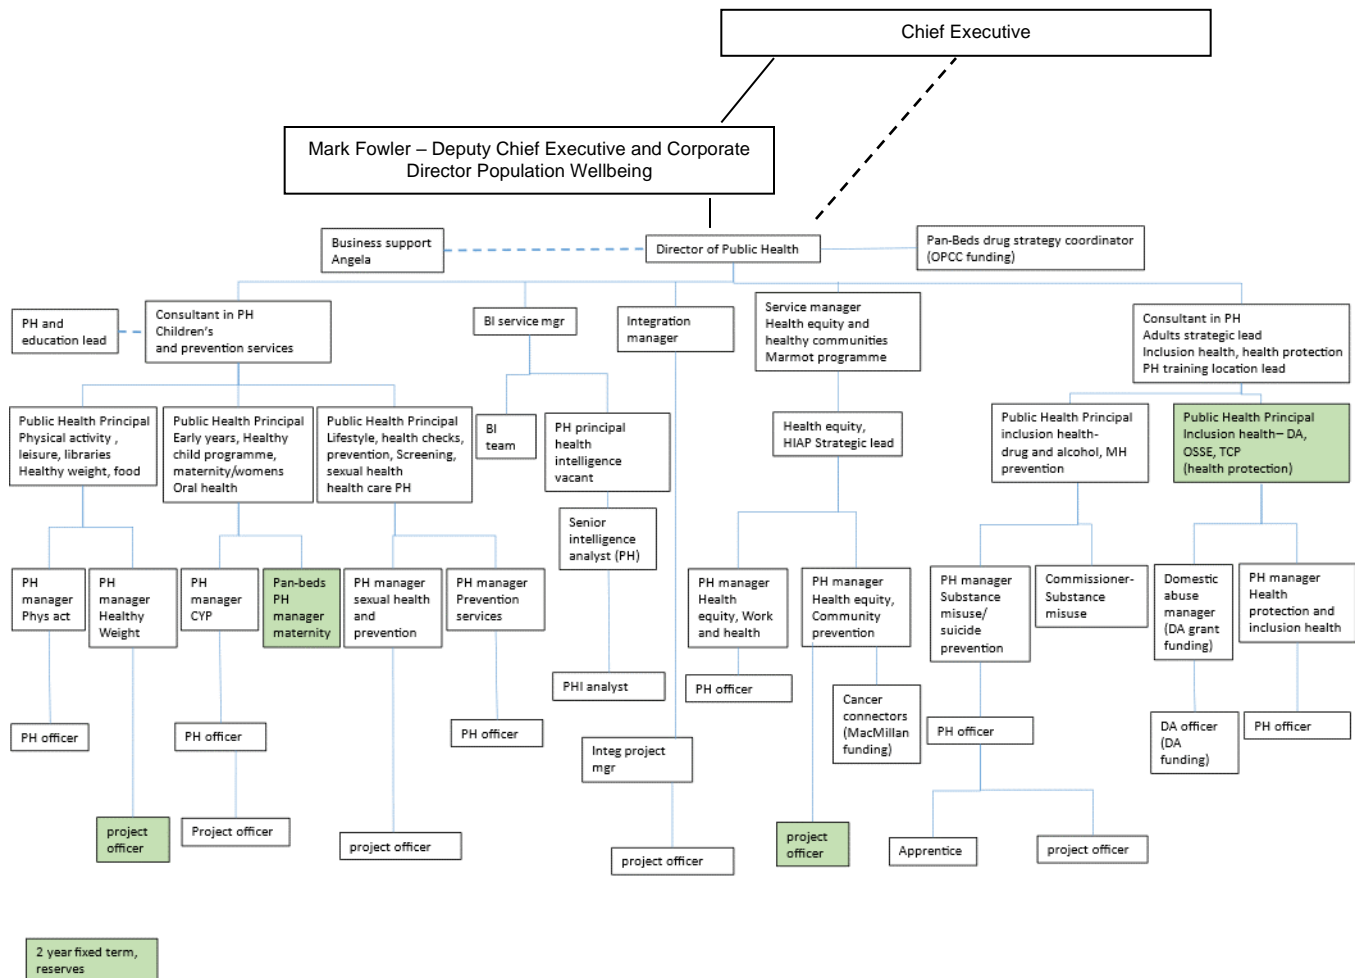 Chief Executive
Mark Fowler – Deputy Chief Executive and Corporate
Director Population Wellbeing
Business support
Angela
Director of Public Health
Pan-Beds drug strategy coordinator
(OPCC funding)
PH and
education lead
Consultant in PH
Children's
and prevention services
BI service mgr
Integration
manager
Service manager
Health equity and
healthy communities
Marmot programme
Consultant in PH
Adults strategic lead
Inclusion health, health protection
PH training location lead
Public Health Principal
Physical activity ,
leisure, libraries
Healthy weight, food
Public Health Principal
Early years, Healthy
child programme,
maternity/womens
Oral health
Public Health Principal
Lifestyle, health checks,
prevention, Screening,
sexual health
health care PH
BI
team
PH principal
health
intelligence
vacant
Health equity,
HIAP Strategic lead
Public Health Principal
inclusion health-
drug and alcohol, MH
prevention
Public Health Principal
Inclusion health– DA,
OSSE, TCP
(health protection)
Senior
intelligence
analyst (PH)
PH
manager
Phys act
PH
manager
Healthy
Weight
PH
manager
CYP
Pan-beds
PH
manager
maternity
PH manager
sexual health
and
prevention
PH manager
Prevention
services
PH manager
Health
equity, Work
and health
PH manager
Health equity,
Community
prevention
PH manager
Substance
misuse/
suicide
prevention
Commissioner-
Substance
misuse
Domestic
abuse
manager
(DA grant
funding)
PH manager
Health
protection and
inclusion health
PHI analyst
PH officer
Cancer
connectors
(MacMillan
funding)
PH officer
PH officer
PH officer
Integ project
mgr
PH officer
DA officer
(DA
funding)
PH officer
project
officer
Project officer
project officer
project officer
project
officer
Apprentice
project officer
2 year fixed term,
reserves